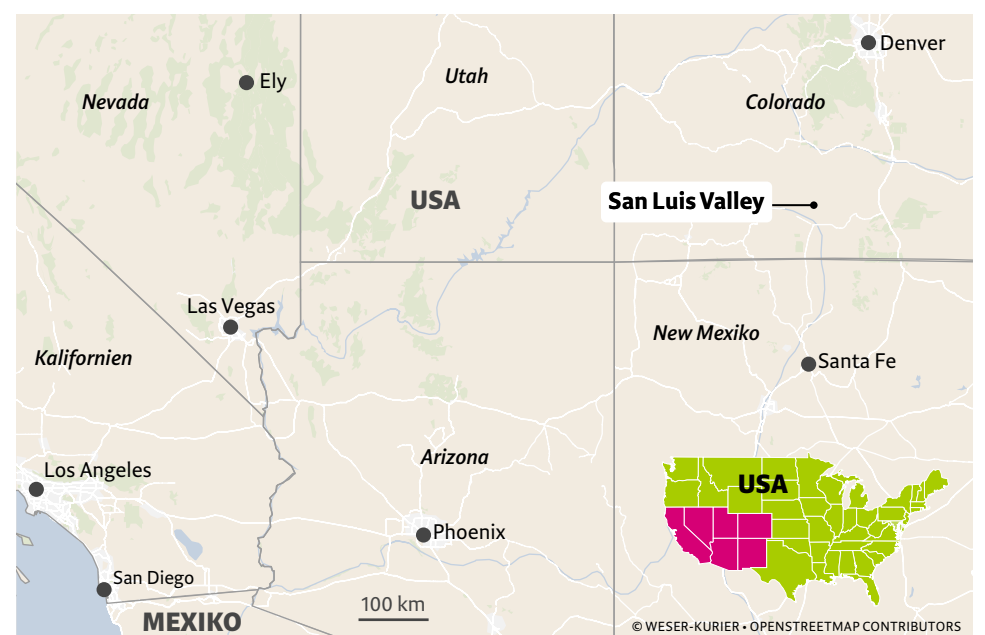 Denver
Ely
Utah
Nevada
Colorado
USA
San Luis Valley
Las Vegas
New Mexiko
Kalifornien
Santa Fe
Arizona
Los Angeles
USA
Phoenix
San Diego
100 km
MEXIKO
© WESER-KURIER • OPENSTREETMAP CONTRIBUTORS